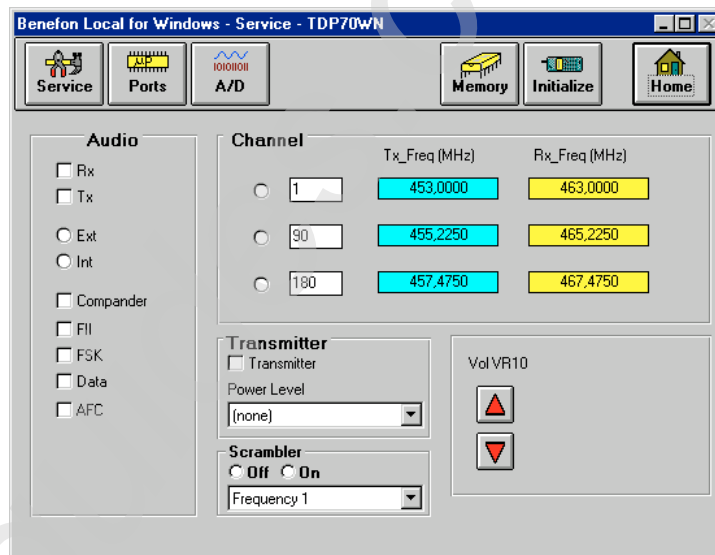 Benefon Local for Windows - Service - TDP70WN
Service
µP
Ports
IOIOIIOII
A/D
Memory
Initialize
Home
Audio
Rx
Tx
Ext
Int
Compander
FII
FSK
Data
AFC
Channel
Tx_Freq (MHz) Rx_Freq (MHz)
1 453,0000 463,0000
90 455,2250 465,2250
180 457,4750 467,4750
Transmitter
Transmitter
Power Level
(none)
Scrambler
Off On
Frequency 1
Vol VR10